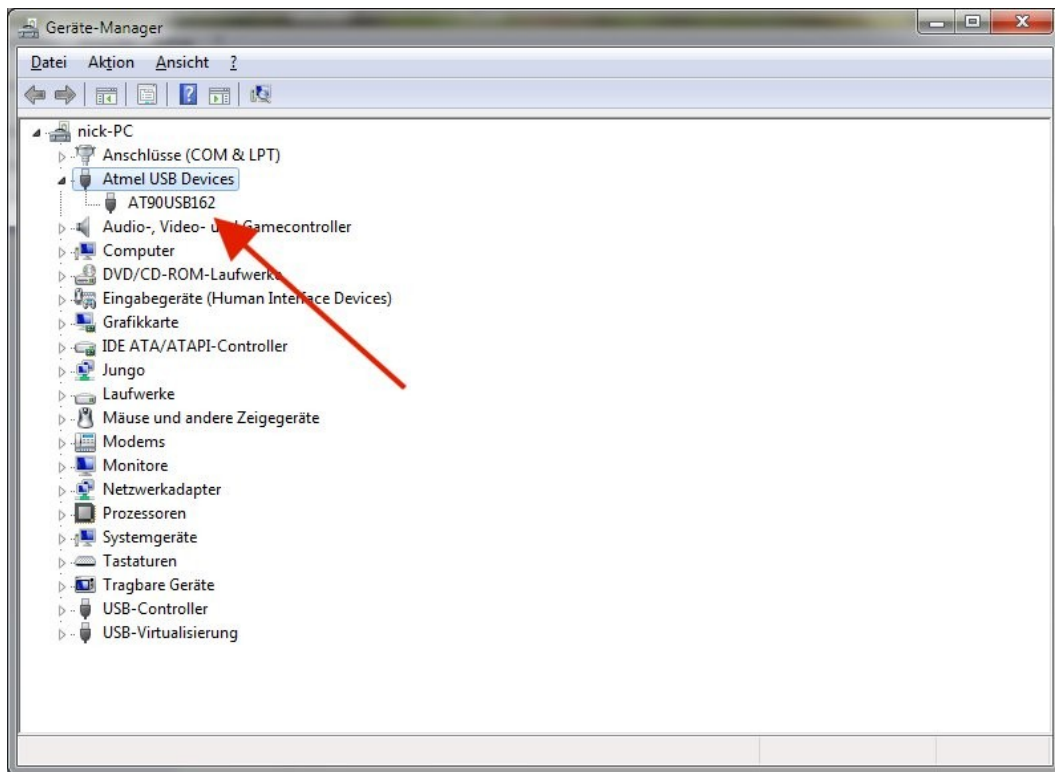 Geräte-Manager
Datei Aktion Ansicht ?
nick-PC
Anschlüsse (COM & LPT)
Atmel USB Devices
AT90USB162
Audio-, Video- und Gamecontroller
Computer
DVD/CD-ROM-Laufwerke
Eingabegeräte (Human Interface Devices)
Grafikkarte
IDE ATA/ATAPI-Controller
Jungo
Laufwerke
Mäuse und andere Zeigegeräte
Modems
Monitore
Netzwerkadapter
Prozessoren
Systemgeräte
Tastaturen
Tragbare Geräte
USB-Controller
USB-Virtualisierung